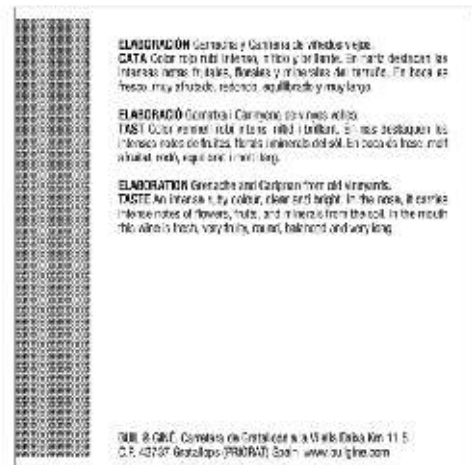 ELABORACIÓN Garnacha y Cariñena de viñedos viejos.
CATA Color rojo rubí intenso, nítido y brillante. En nariz destacan las
intensas notas frutales, florales y minerales del terruño. En boca es
fresco, muy afrutado, redondo, equilibrado y muy largo.
ELABORACIÓ Garnatxa i Carinyena de vinyes velles.
TAST Color vermell robí intens, nítid i brillant. En nas destaquen les
intenses notes de fruites, florals i minerals del sòl. En boca és fresc, molt
afruitat, rodó, equilibrat i molt llarg.
ELABORATION Grenache and Carignan from old vineyards.
TASTE An intense ruby colour, clear and bright. In the nose, it carries
intense notes of flowers, fruits, and minerals from the soil. In the mouth
this wine is fresh, very fruity, round, balanced and very long.
BUIL & GINÉ, Carretera de Gratallops a la Vilella Baixa Km 11.5
C.P. 43737 Gratallops (PRIORAT) Spain www.builgine.com